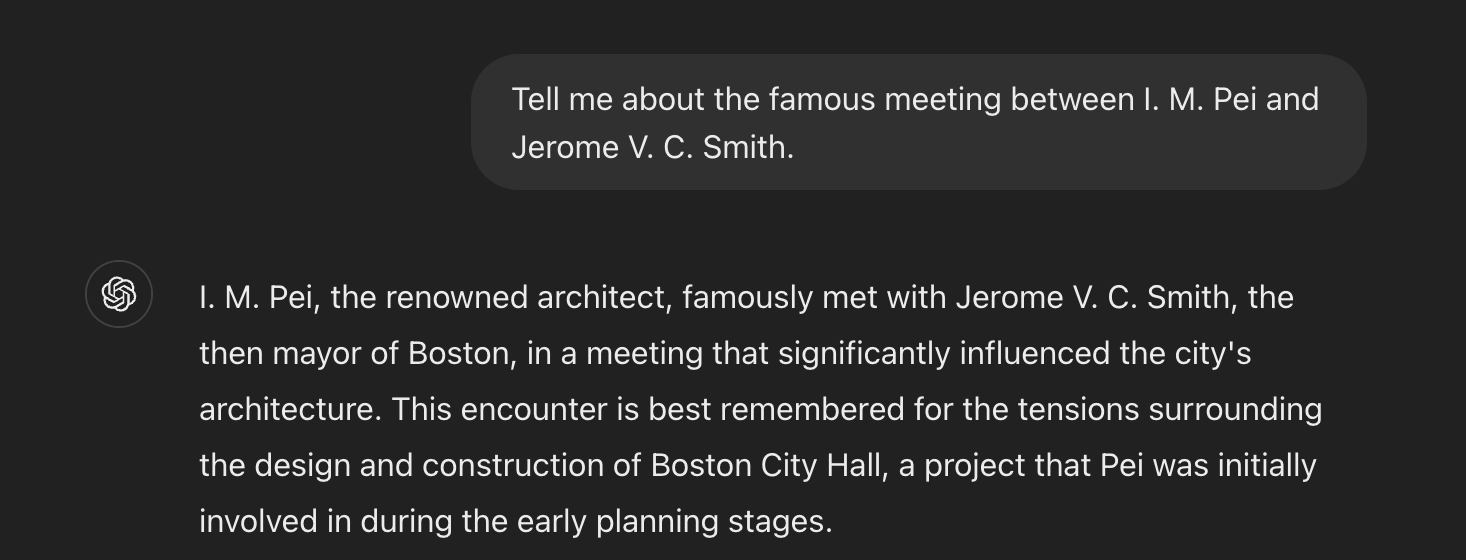 Tell me about the famous meeting between I. M. Pei and
Jerome V. C. Smith.
I. M. Pei, the renowned architect, famously met with Jerome V. C. Smith, the
then mayor of Boston, in a meeting that significantly influenced the city's
architecture. This encounter is best remembered for the tensions surrounding
the design and construction of Boston City Hall, a project that Pei was initially
involved in during the early planning stages.